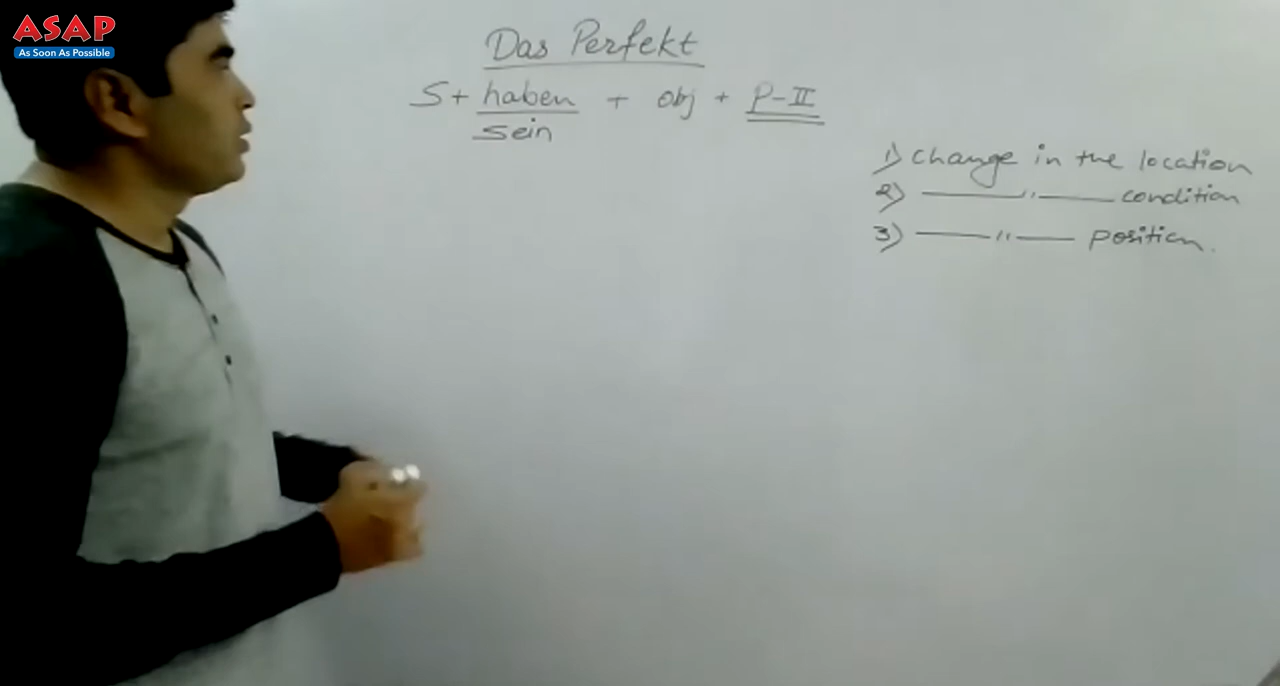 ASAP
As Soon As Possible
Das Perfekt
S + haben + obj + P-II
sein
1) change in the location
2) ——— " ——— condition
3) ——— " ——— position.